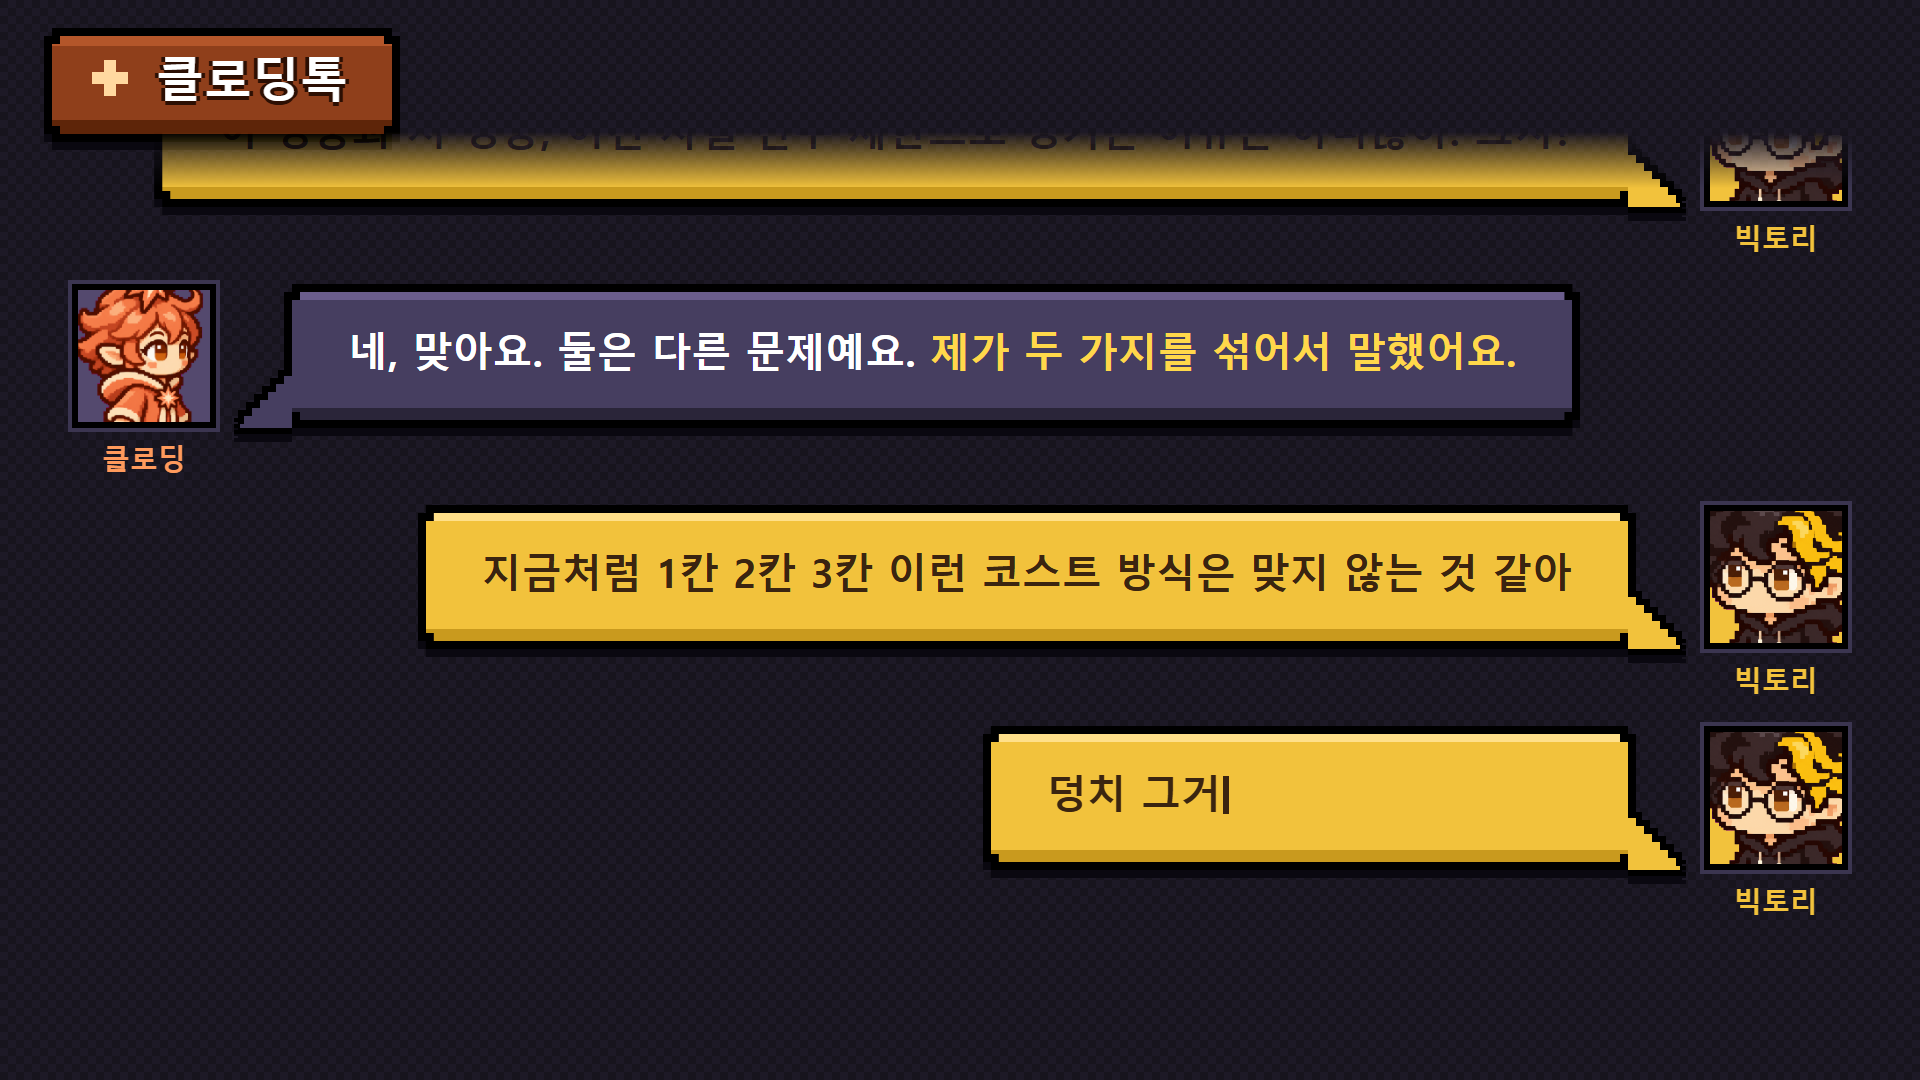 클로딩톡
빅토리
네, 맞아요. 둘은 다른 문제예요. 제가 두 가지를 섞어서 말했어요.
클로딩
지금처럼 1칸 2칸 3칸 이런 코스트 방식은 맞지 않는 것 같아
빅토리
덩치 그거
빅토리